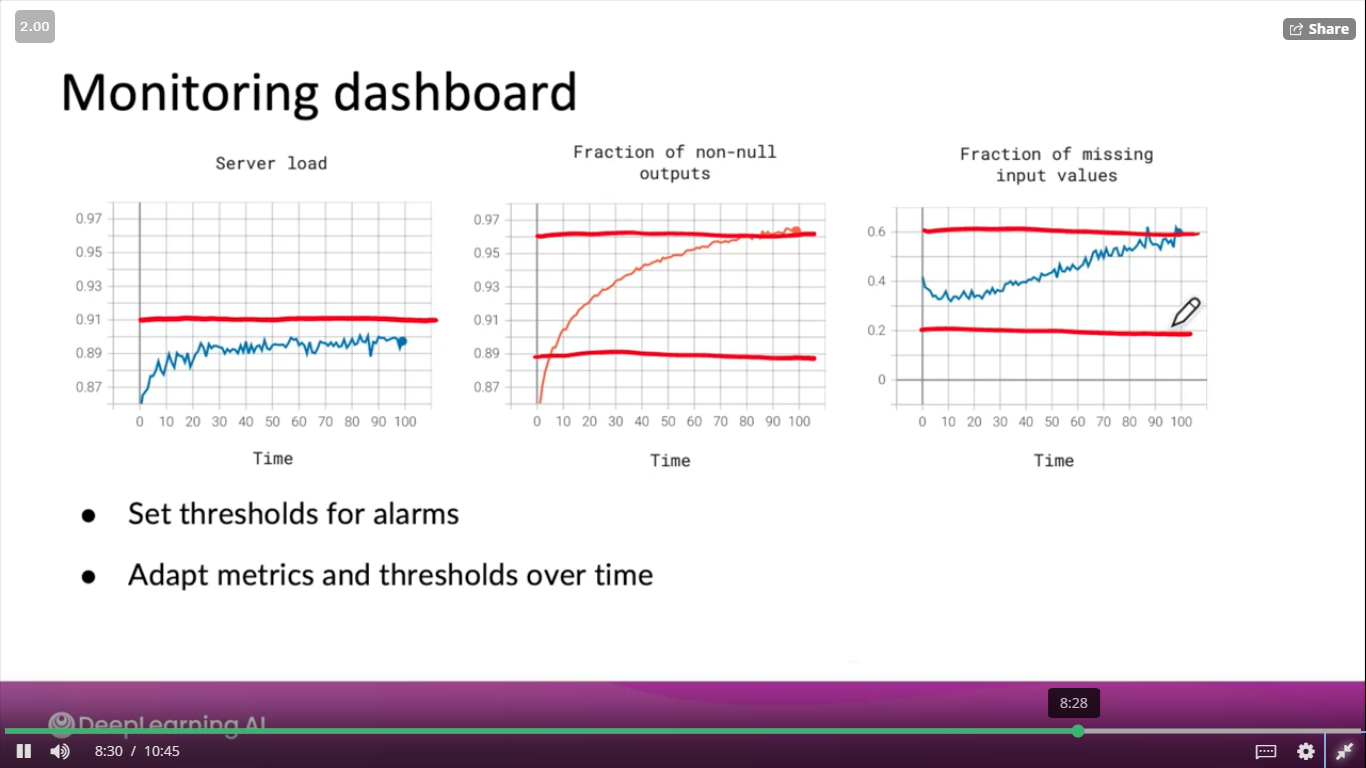 2.00
Share
Monitoring dashboard
Server load
0.97
0.95
0.93
0.91
0.89
0.87
0 10 20 30 40 50 60 70 80 90 100
Time
Fraction of non-null
outputs
0.97
0.95
0.93
0.91
0.89
0.87
0 10 20 30 40 50 60 70 80 90 100
Time
Fraction of missing
input values
0.6
0.4
0.2
0
0 10 20 30 40 50 60 70 80 90 100
Time
● Set thresholds for alarms
● Adapt metrics and thresholds over time
8:28
DeepLearning.AI
8:30 / 10:45